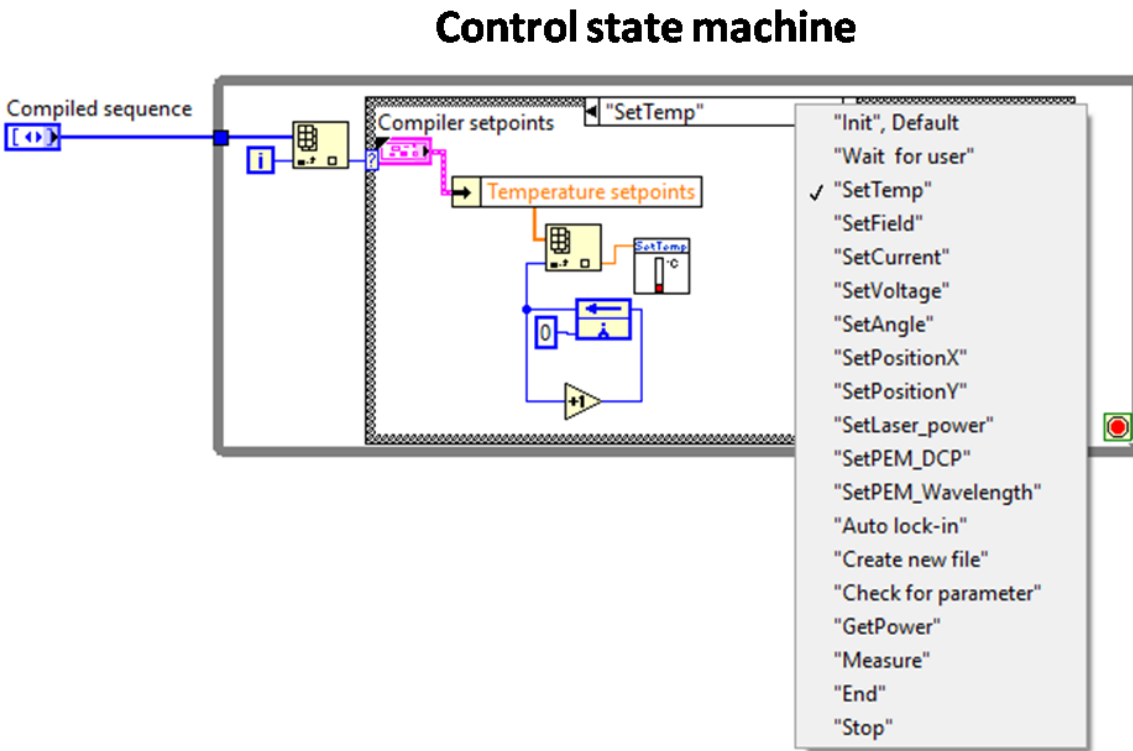 Control state machine
Compiled sequence
i
?
Compiler setpoints
"SetTemp"
Temperature setpoints
SetTemp
°C
0
+1
"Init", Default
"Wait  for user"
✓ "SetTemp"
"SetField"
"SetCurrent"
"SetVoltage"
"SetAngle"
"SetPositionX"
"SetPositionY"
"SetLaser_power"
"SetPEM_DCP"
"SetPEM_Wavelength"
"Auto lock-in"
"Create new file"
"Check for parameter"
"GetPower"
"Measure"
"End"
"Stop"